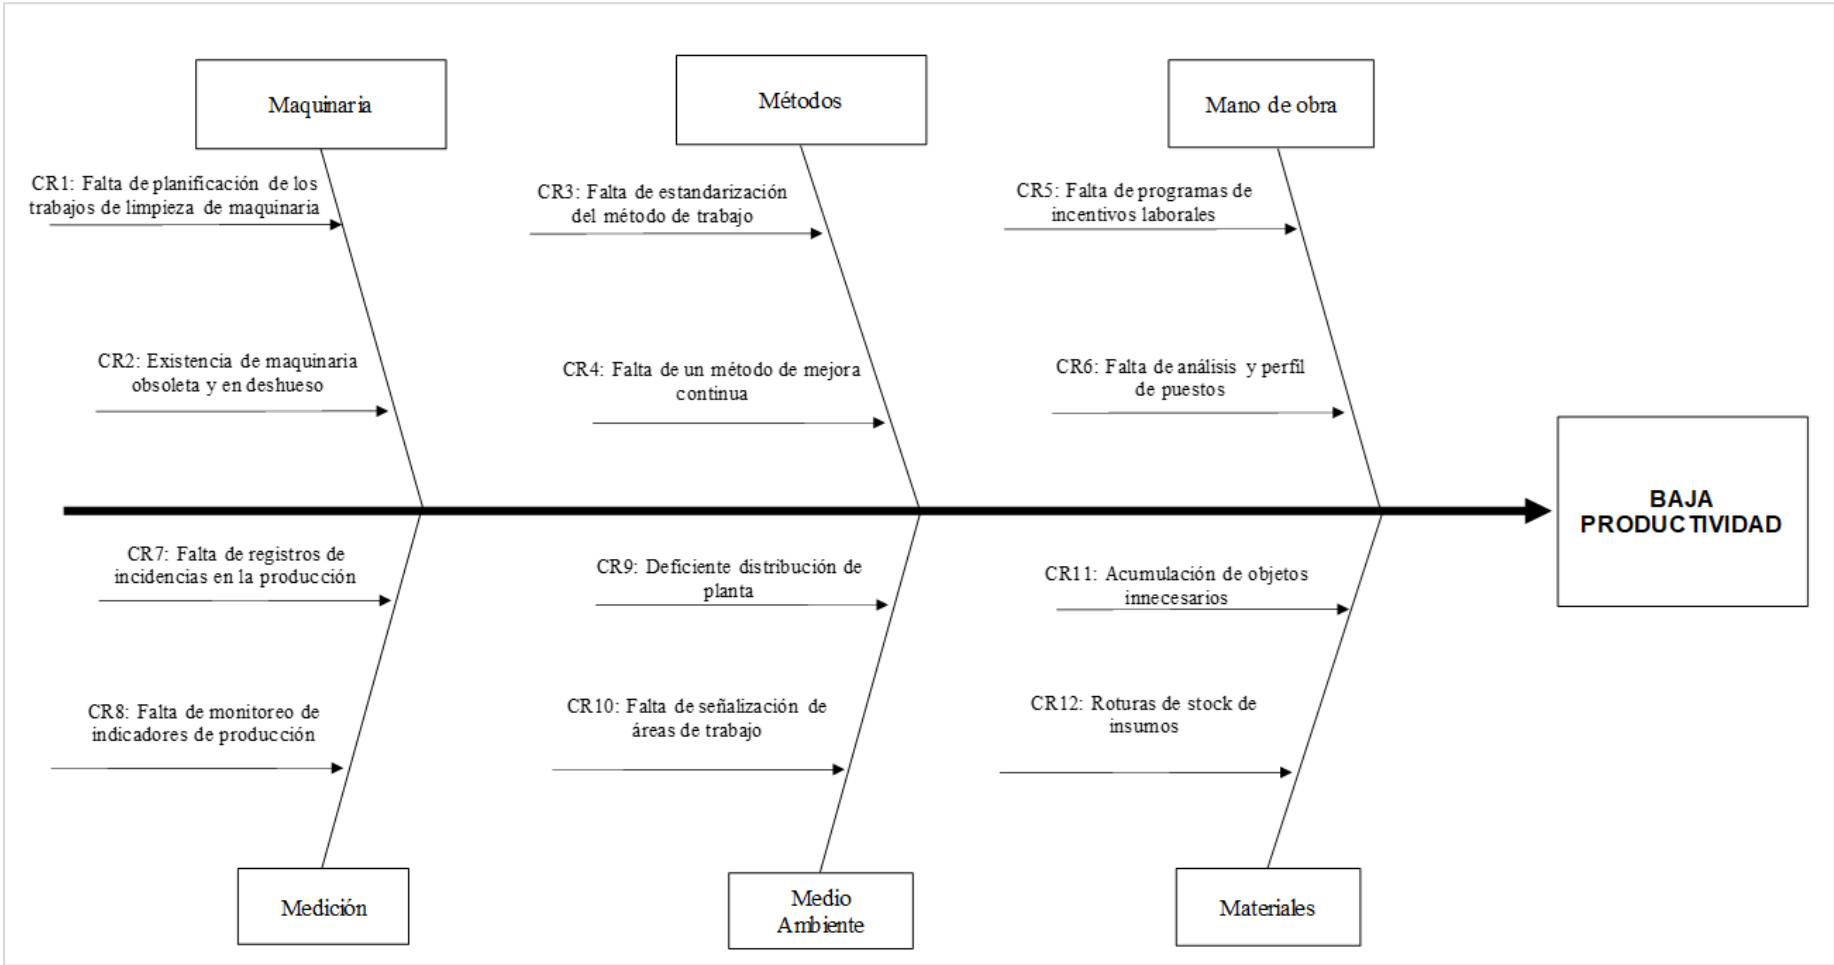 Maquinaria
Métodos
Mano de obra
CR1: Falta de planificación de los
trabajos de limpieza de maquinaria
CR3: Falta de estandarización
del método de trabajo
CR5: Falta de programas de
incentivos laborales
CR2: Existencia de maquinaria
obsoleta y en deshueso
CR4: Falta de un método de mejora
continua
CR6: Falta de análisis y perfil
de puestos
BAJA
PRODUCTIVIDAD
CR7: Falta de registros de
incidencias en la producción
CR9: Deficiente distribución de
planta
CR11: Acumulación de objetos
innecesarios
CR8: Falta de monitoreo de
indicadores de producción
CR10: Falta de señalización de
áreas de trabajo
CR12: Roturas de stock de
insumos
Medición
Medio
Ambiente
Materiales